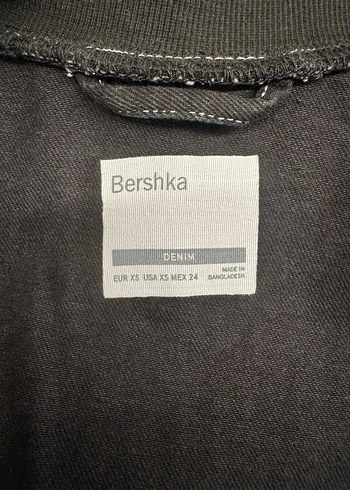 Bershka
DENIM
EUR XS USA XS MEX 24
MADE IN
BANGLADESH